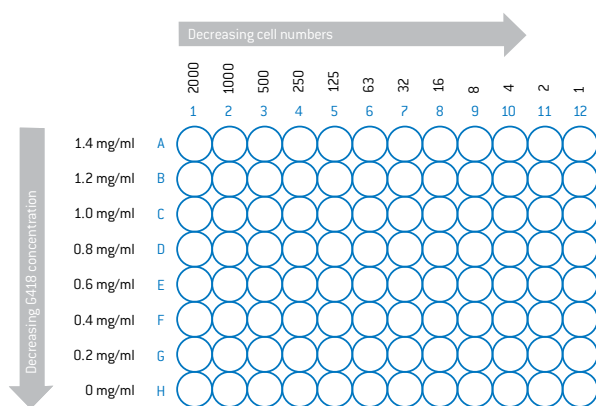 Decreasing cell numbers
2000 1000 500 250 125 63 32 16 8 4 2 1
1 2 3 4 5 6 7 8 9 10 11 12
Decreasing G418 concentration
1.4 mg/ml A
1.2 mg/ml B
1.0 mg/ml C
0.8 mg/ml D
0.6 mg/ml E
0.4 mg/ml F
0.2 mg/ml G
0 mg/ml H